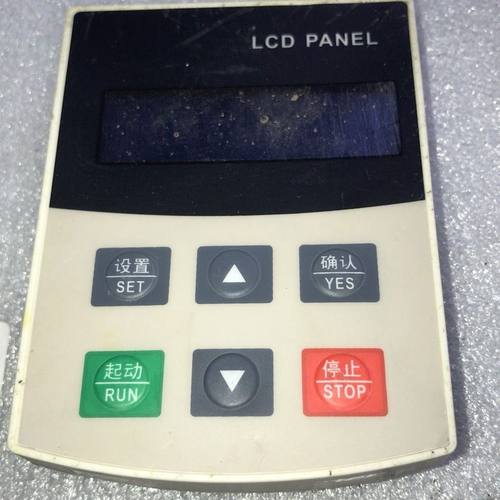 LCD PANEL
设置
SET
确认
YES
起动
RUN
停止
STOP